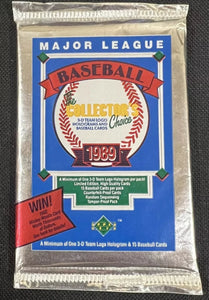 MAJOR LEAGUE
BASEBALL
The
COLLECTOR'S
Choice
3-D TEAM LOGO
HOLOGRAMS AND
BASEBALL CARDS
1989
A Minimum of One 3-D Team Logo Hologram per pack!
Limited Edition, High Quality Cards
15 Baseball Cards per pack
Counterfeit-Proof Cards
Random Sequencing
Tamper-Proof Pack
WIN!
A Minimum of One 3-D Team Logo Hologram & 15 Baseball Cards